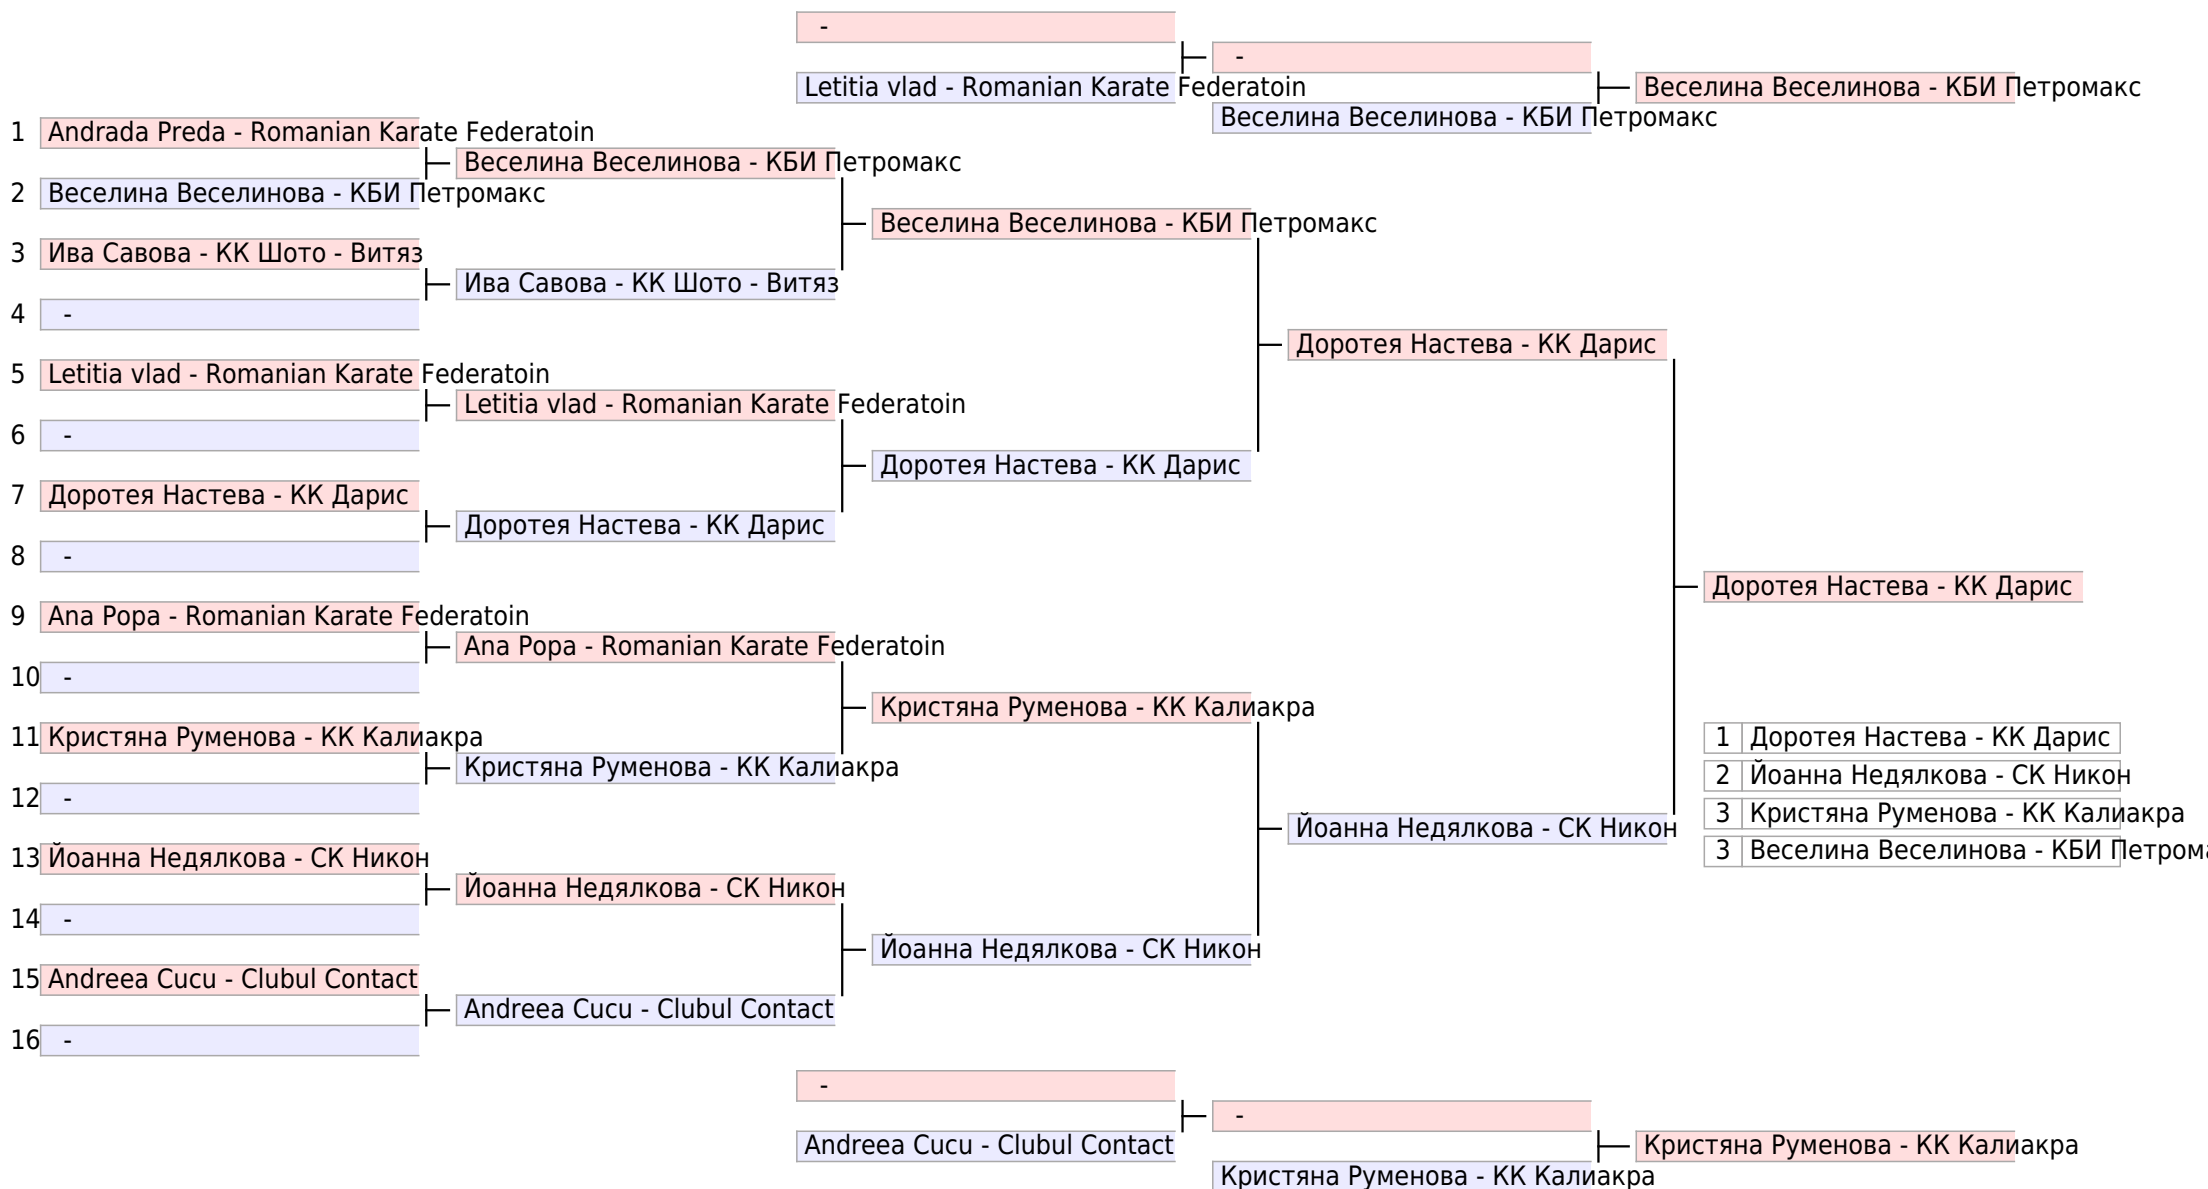 -
-
Letitia vlad - Romanian Karate Federatoin
Веселина Веселинова - КБИ Петромакс
Веселина Веселинова - КБИ Петромакс
1 Andrada Preda - Romanian Karate Federatoin
Веселина Веселинова - КБИ Петромакс
2 Веселина Веселинова - КБИ Петромакс
Веселина Веселинова - КБИ Петромакс
3 Ива Савова - КК Шото - Витяз
Ива Савова - КК Шото - Витяз
4 -
Доротея Настева - КК Дарис
5 Letitia vlad - Romanian Karate Federatoin
Letitia vlad - Romanian Karate Federatoin
6 -
Доротея Настева - КК Дарис
7 Доротея Настева - КК Дарис
Доротея Настева - КК Дарис
8 -
Доротея Настева - КК Дарис
9 Ana Popa - Romanian Karate Federatoin
Ana Popa - Romanian Karate Federatoin
10 -
Кристяна Руменова - КК Калиакра
11 Кристяна Руменова - КК Калиакра
Кристяна Руменова - КК Калиакра
12 -
1 Доротея Настева - КК Дарис
2 Йоанна Недялкова - СК Никон
3 Кристяна Руменова - КК Калиакра
3 Веселина Веселинова - КБИ Петрома
Йоанна Недялкова - СК Никон
13 Йоанна Недялкова - СК Никон
Йоанна Недялкова - СК Никон
14 -
Йоанна Недялкова - СК Никон
15 Andreea Cucu - Clubul Contact
Andreea Cucu - Clubul Contact
16 -
-
-
Andreea Cucu - Clubul Contact
Кристяна Руменова - КК Калиакра
Кристяна Руменова - КК Калиакра